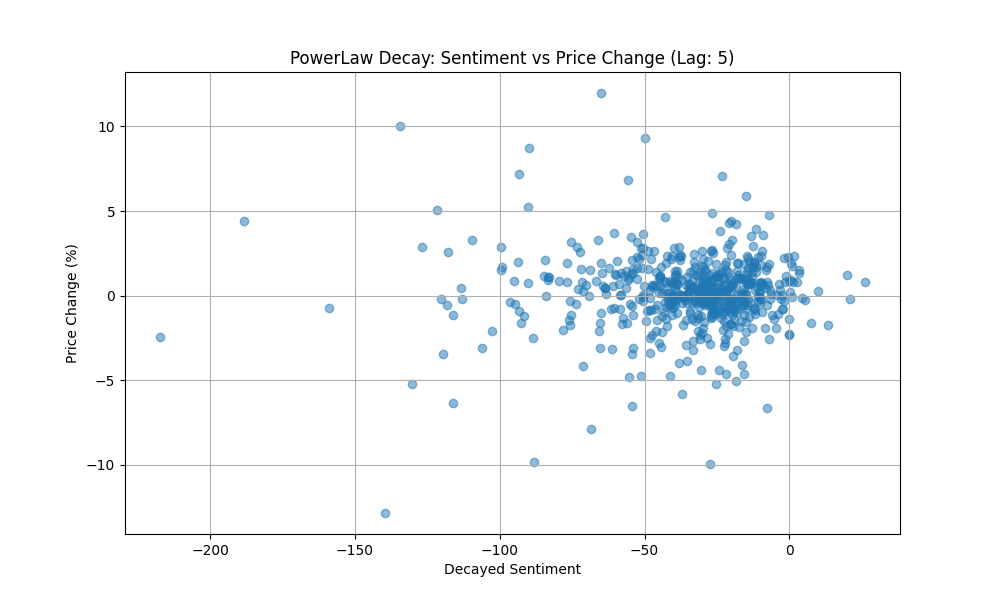 PowerLaw Decay: Sentiment vs Price Change (Lag: 5)
Price Change (%)
10
5
0
−5
−10
−200 −150 −100 −50 0
Decayed Sentiment